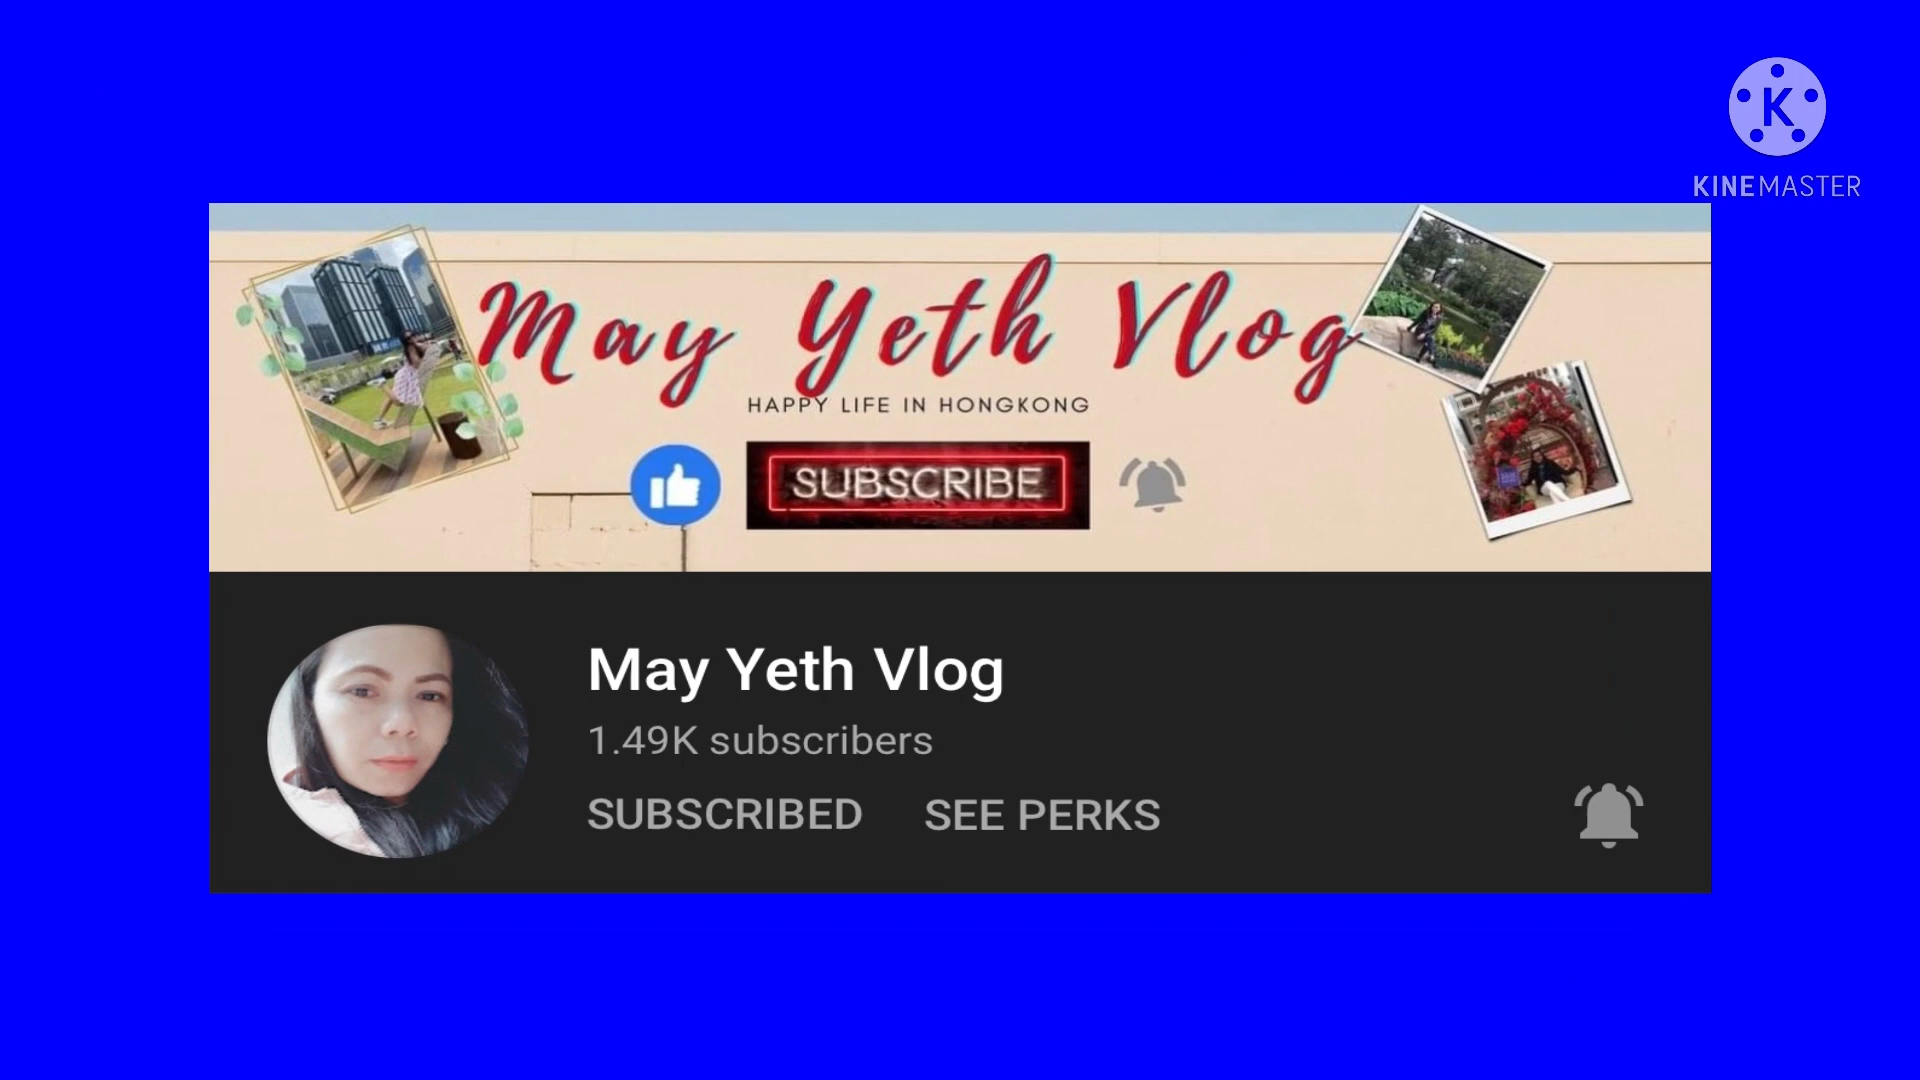 K
KINEMASTER
May Yeth Vlog
HAPPY LIFE IN HONGKONG
SUBSCRIBE
May Yeth Vlog
1.49K subscribers
SUBSCRIBED SEE PERKS